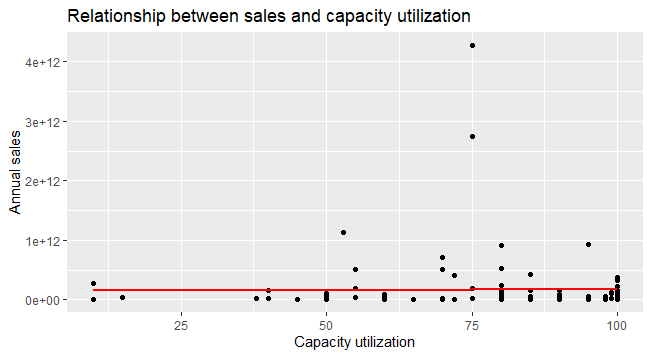 Relationship between sales and capacity utilization
4e+12
3e+12
2e+12
1e+12
0e+00
Annual sales
25 50 75 100
Capacity utilization